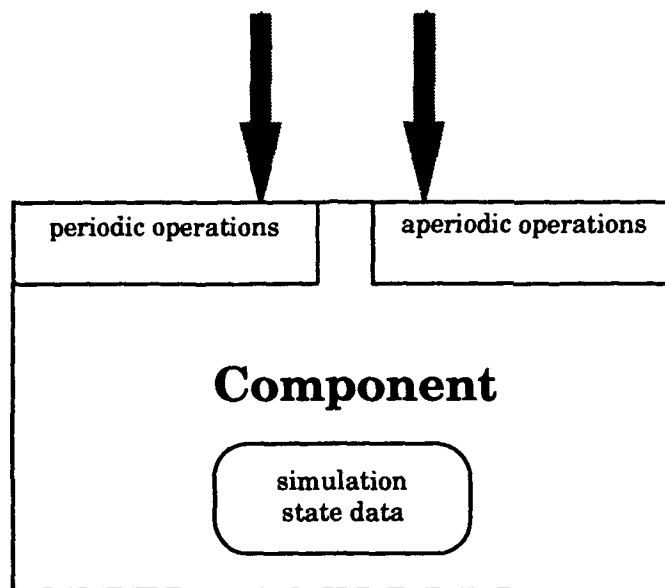 periodic operations
aperiodic operations
Component
simulation
state data